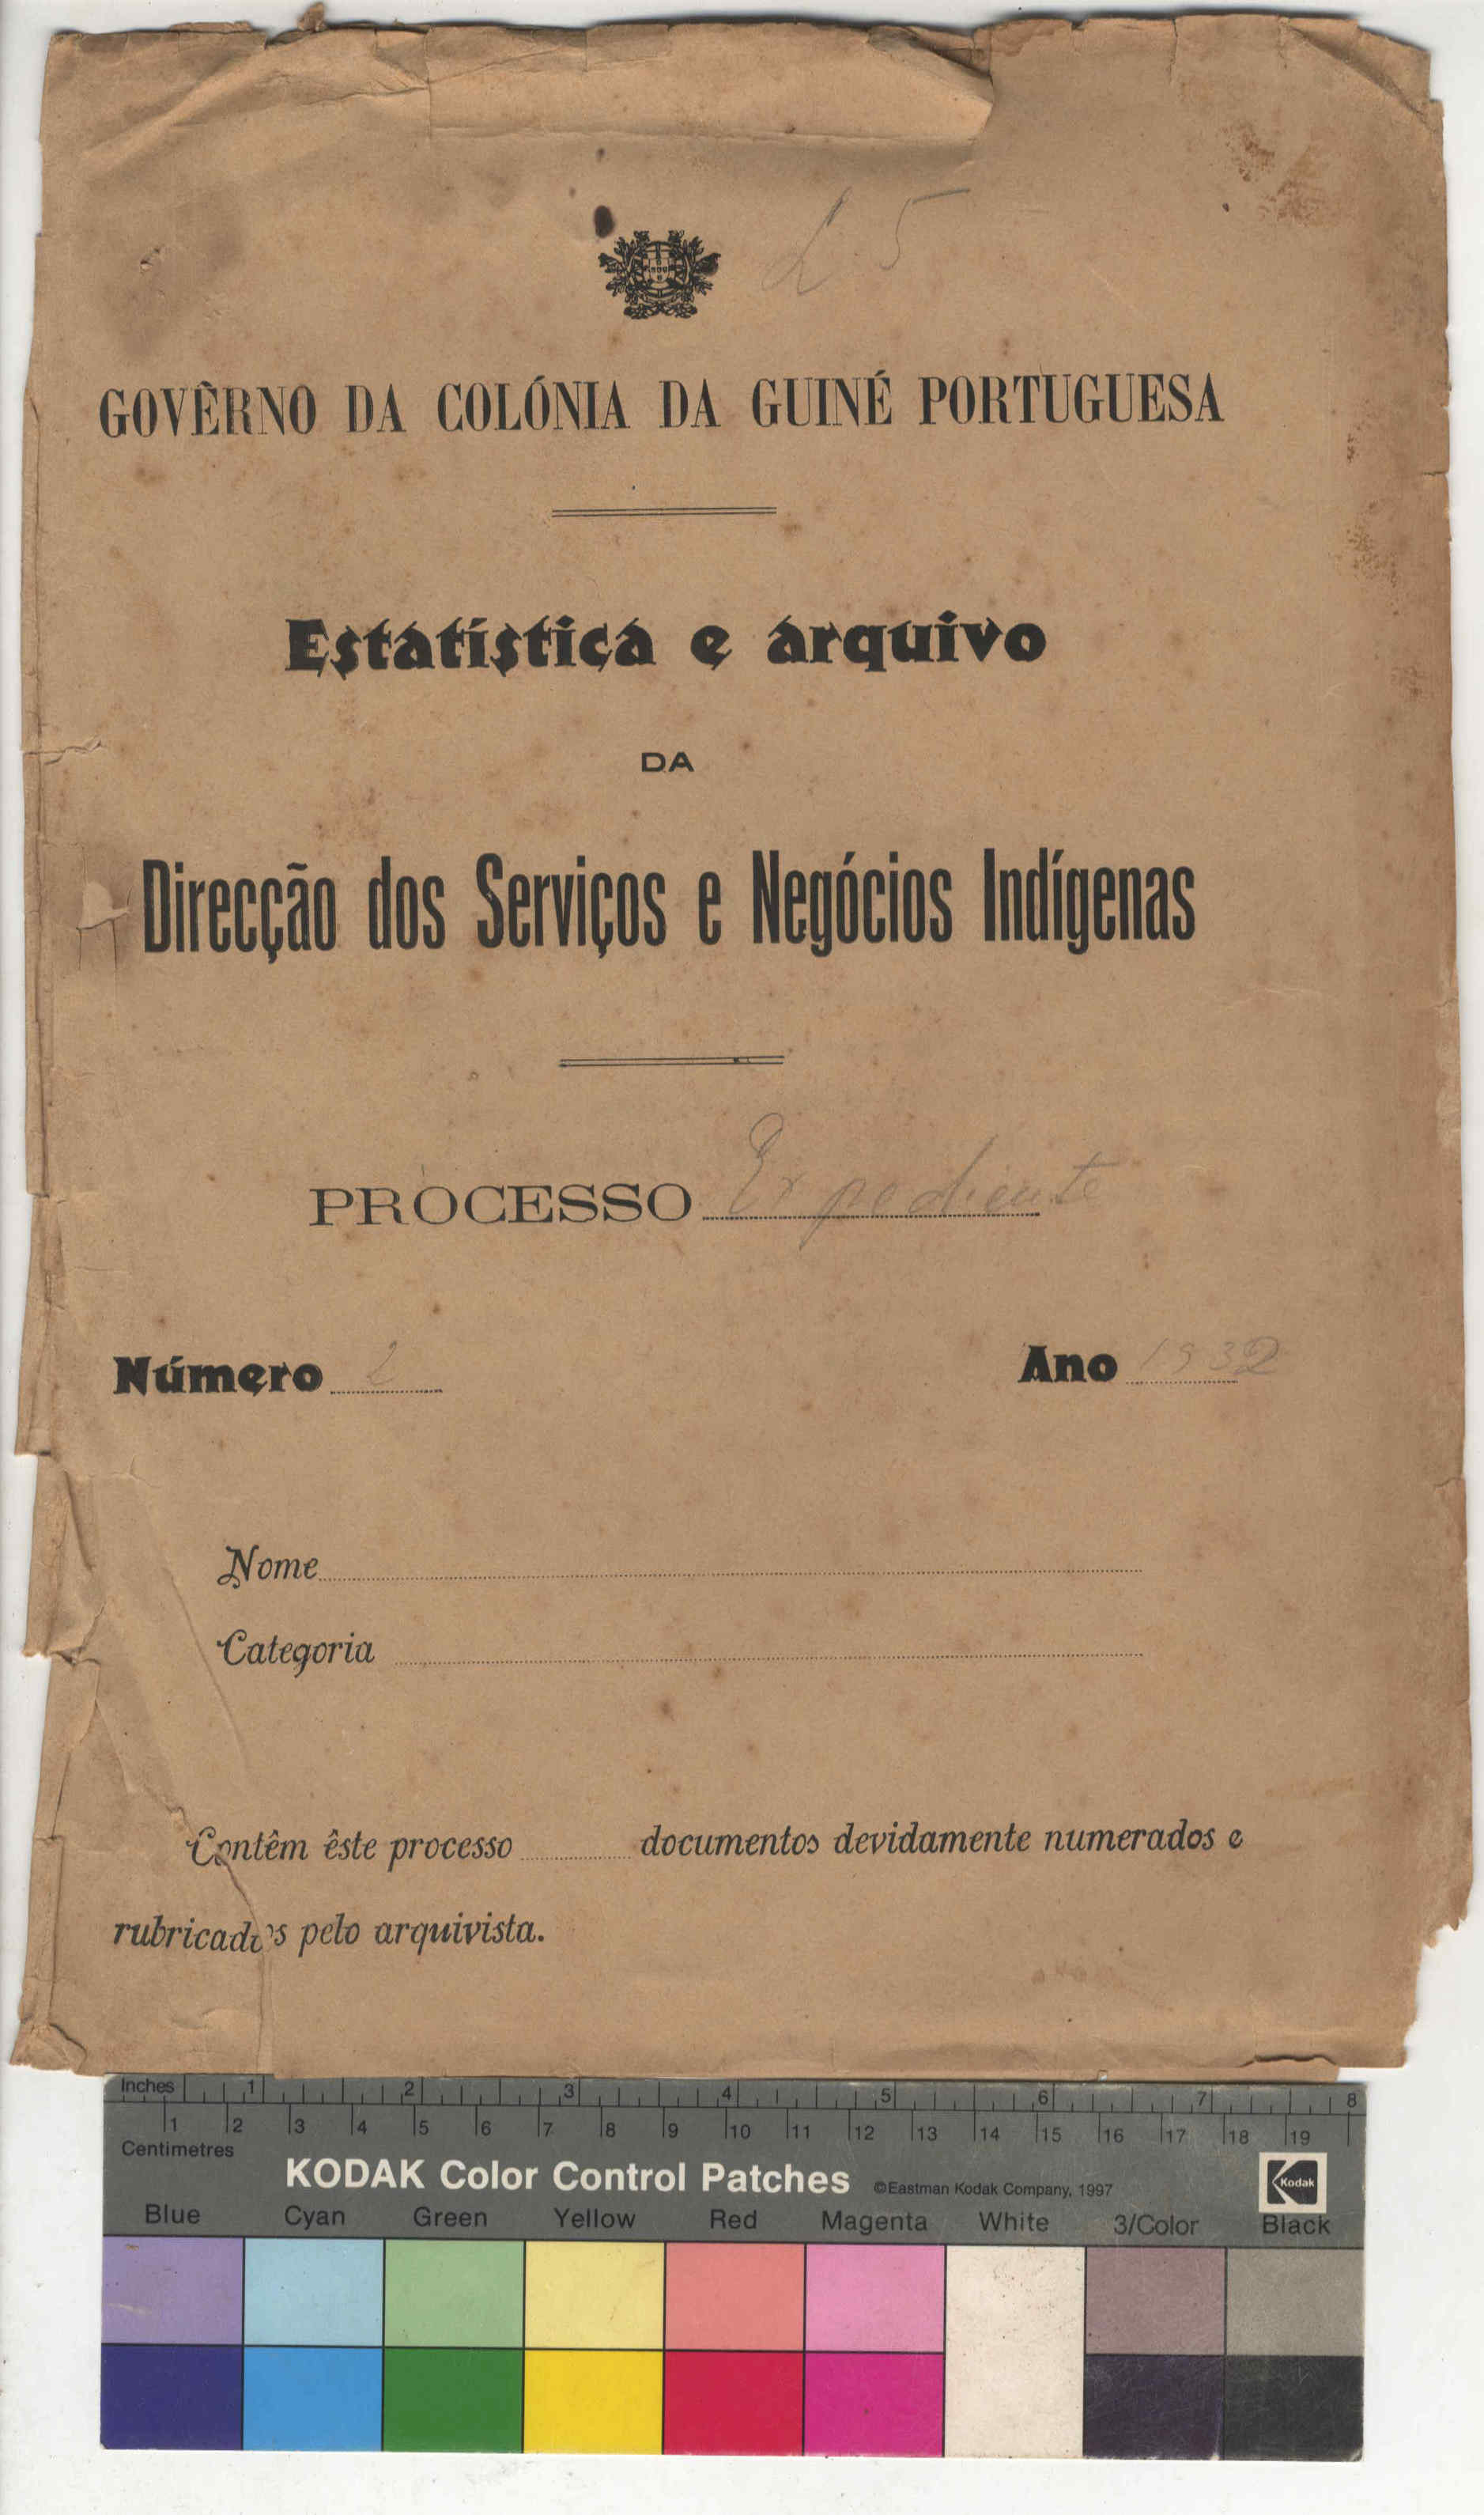 L. 5
GOVÊRNO DA COLÓNIA DA GUINÉ PORTUGUESA
Estatística e arquivo
DA
Direcção dos Serviços e Negócios Indígenas
PROCESSO Expediente
Número 2 Ano 1932
Nome
Categoria
Contêm êste processo documentos devidamente numerados e
rubricados pelo arquivista.
Inches 1 2 3 4 5 6 7 8
1 2 3 4 5 6 7 8 9 10 11 12 13 14 15 16 17 18 19
Centimetres
KODAK Color Control Patches ©Eastman Kodak Company, 1997 Kodak
Blue Cyan Green Yellow Red Magenta White 3/Color Black